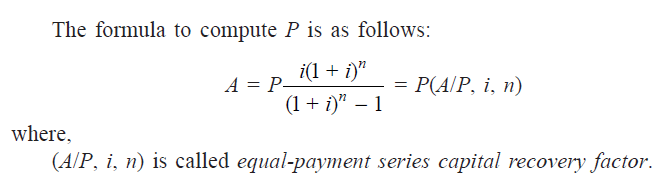 The formula to compute P is as follows:
A = P i(1 + i)^n / (1 + i)^n – 1 = P(A/P, i, n)
where,
(A/P, i, n) is called equal-payment series capital recovery factor.